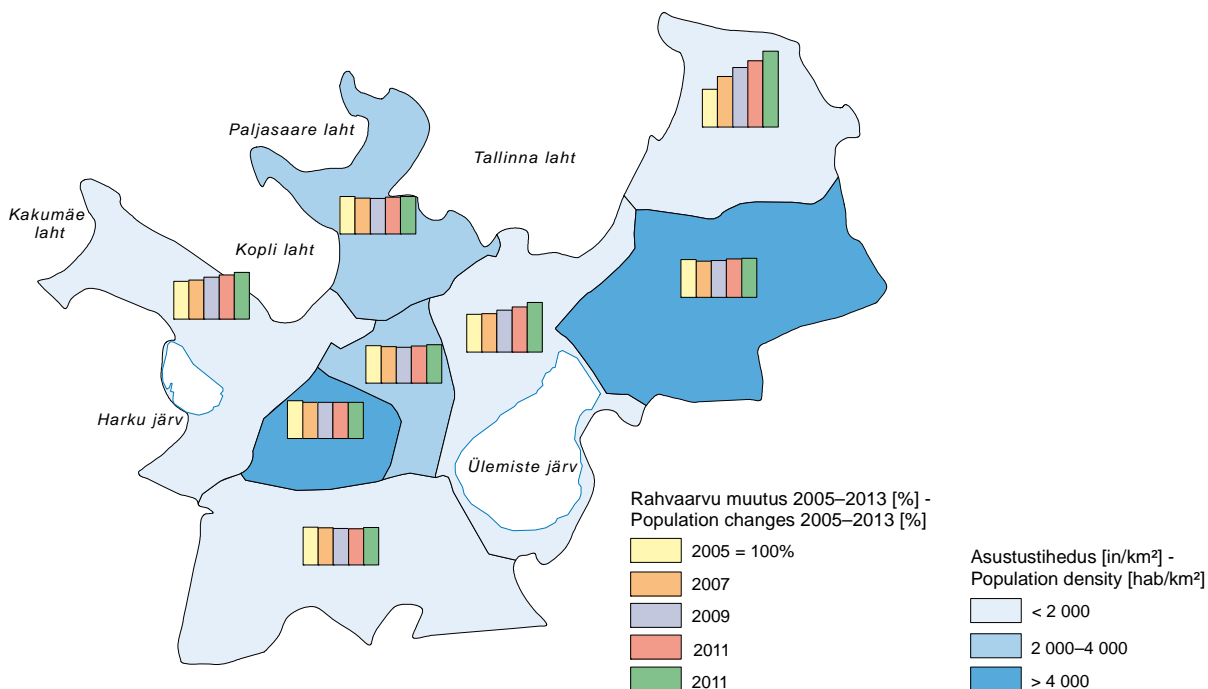 Paljasaare laht
Tallinna laht
Kakumäe
laht
Kopli laht
Harku järv
Ülemiste järv
Rahvaarvu muutus 2005–2013 [%] -
Population changes 2005–2013 [%]
2005 = 100%
2007
2009
2011
2011
Asustustihedus [in/km²] -
Population density [hab/km²]
< 2 000
2 000–4 000
> 4 000